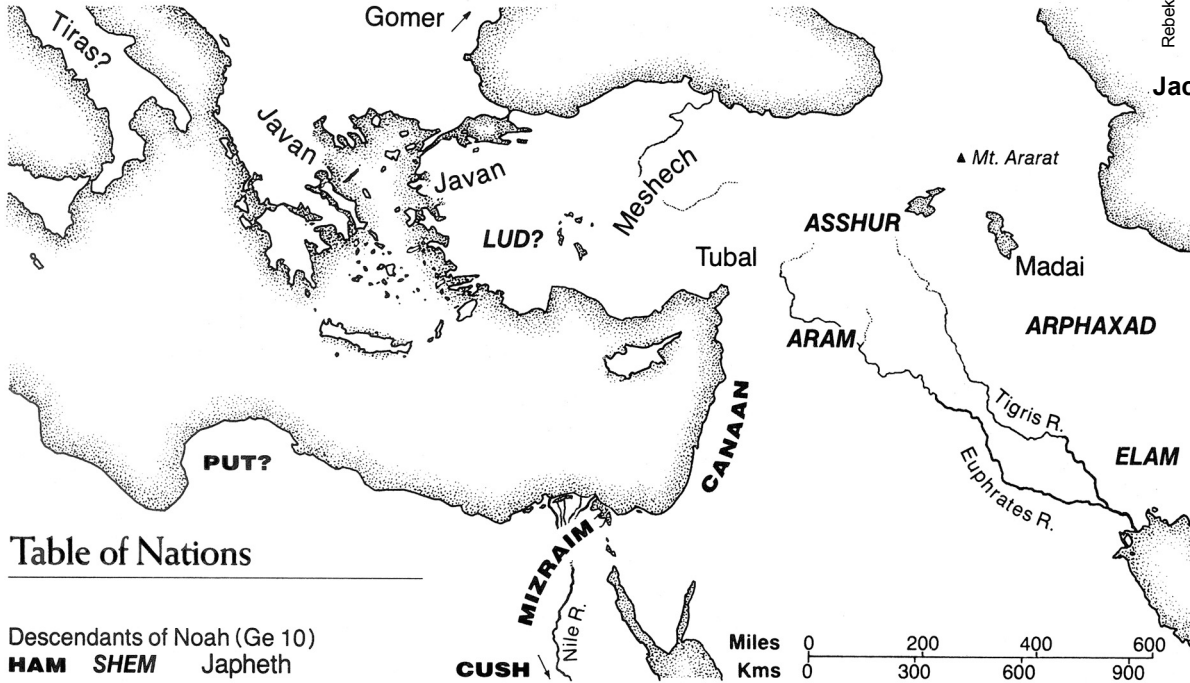 Gomer
Tiras?
Rebek
Jac
Javan
Javan
Mt. Ararat
Meshech
ASSHUR
LUD?
Tubal
Madai
ARPHAXAD
ARAM
Tigris R.
CANAAN
ELAM
PUT?
Euphrates R.
MIZRAIM
Table of Nations
Nile R.
Descendants of Noah (Ge 10)
HAM SHEM Japheth
CUSH
Miles 0 200 400 600
Kms 0 300 600 900